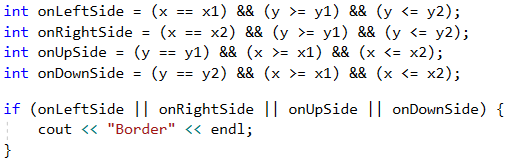 int onLeftSide = (x == x1) && (y >= y1) && (y <= y2);
int onRightSide = (x == x2) && (y >= y1) && (y <= y2);
int onUpSide = (y == y1) && (x >= x1) && (x <= x2);
int onDownSide = (y == y2) && (x >= x1) && (x <= x2);
if (onLeftSide || onRightSide || onUpSide || onDownSide) {
    cout << "Border" << endl;
}